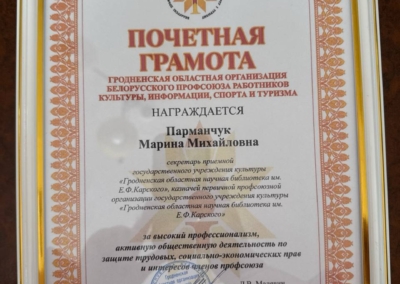 ПОЧЕТНАЯ
ГРАМОТА
ГРОДНЕНСКАЯ ОБЛАСТНАЯ ОРГАНИЗАЦИЯ
БЕЛОРУССКОГО ПРОФСОЮЗА РАБОТНИКОВ
КУЛЬТУРЫ, ИНФОРМАЦИИ, СПОРТА И ТУРИЗМА
НАГРАЖДАЕТСЯ
Парманчук
Марина Михайловна
секретарь приемной
государственного учреждения культуры
«Гродненская областная научная библиотека им.
Е.Ф.Карского», казначей первичной профсоюзной
организации государственного учреждения культуры
«Гродненская областная научная библиотека им.
Е.Ф.Карского»
за высокий профессионализм,
активную общественную деятельность по
защите трудовых, социально-экономических прав
и интересов членов профсоюза